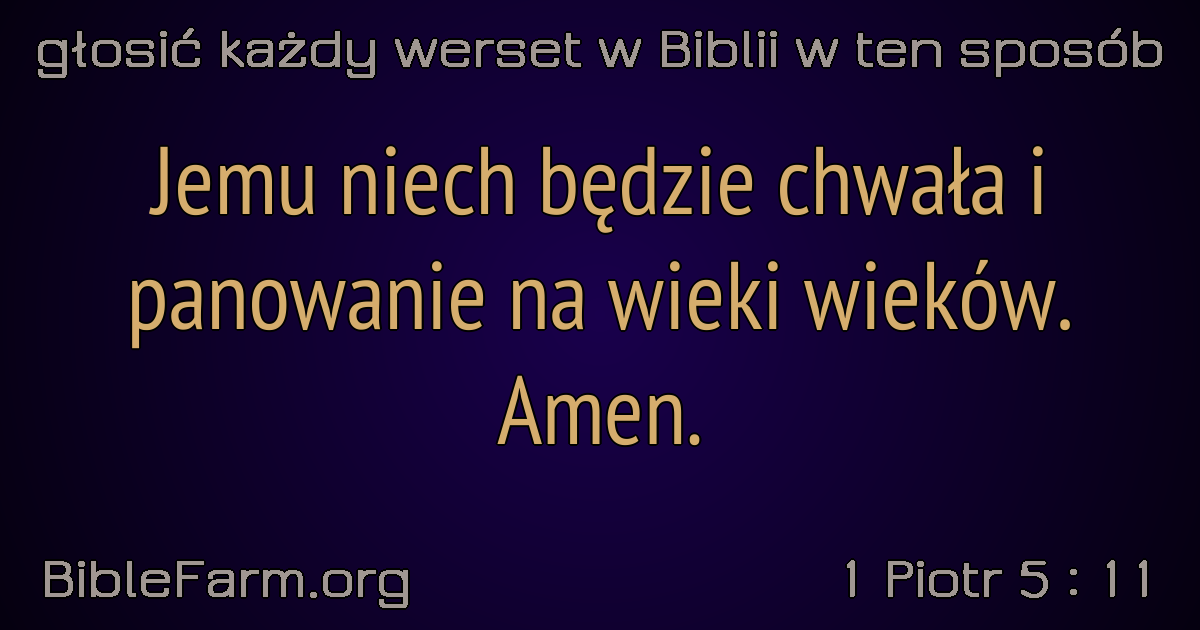 głosić każdy werset w Biblii w ten sposób
Jemu niech będzie chwała i
panowanie na wieki wieków.
Amen.
BibleFarm.org
1 Piotr 5 : 11